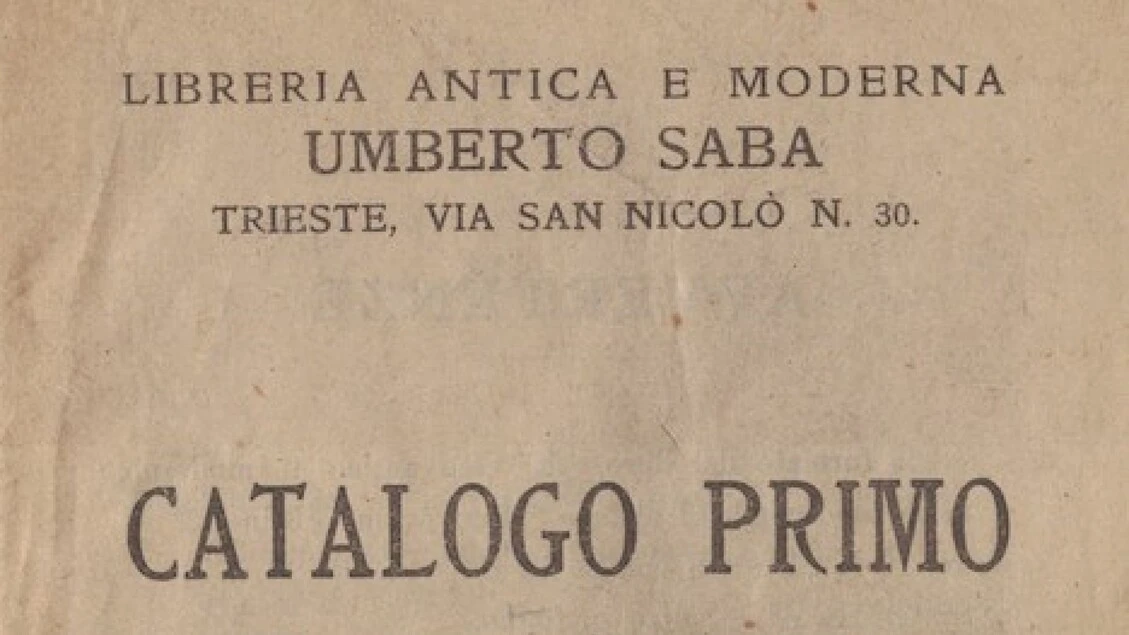 LIBRERIA ANTICA E MODERNA
UMBERTO SABA
TRIESTE, VIA SAN NICOLÒ N. 30.
CATALOGO PRIMO